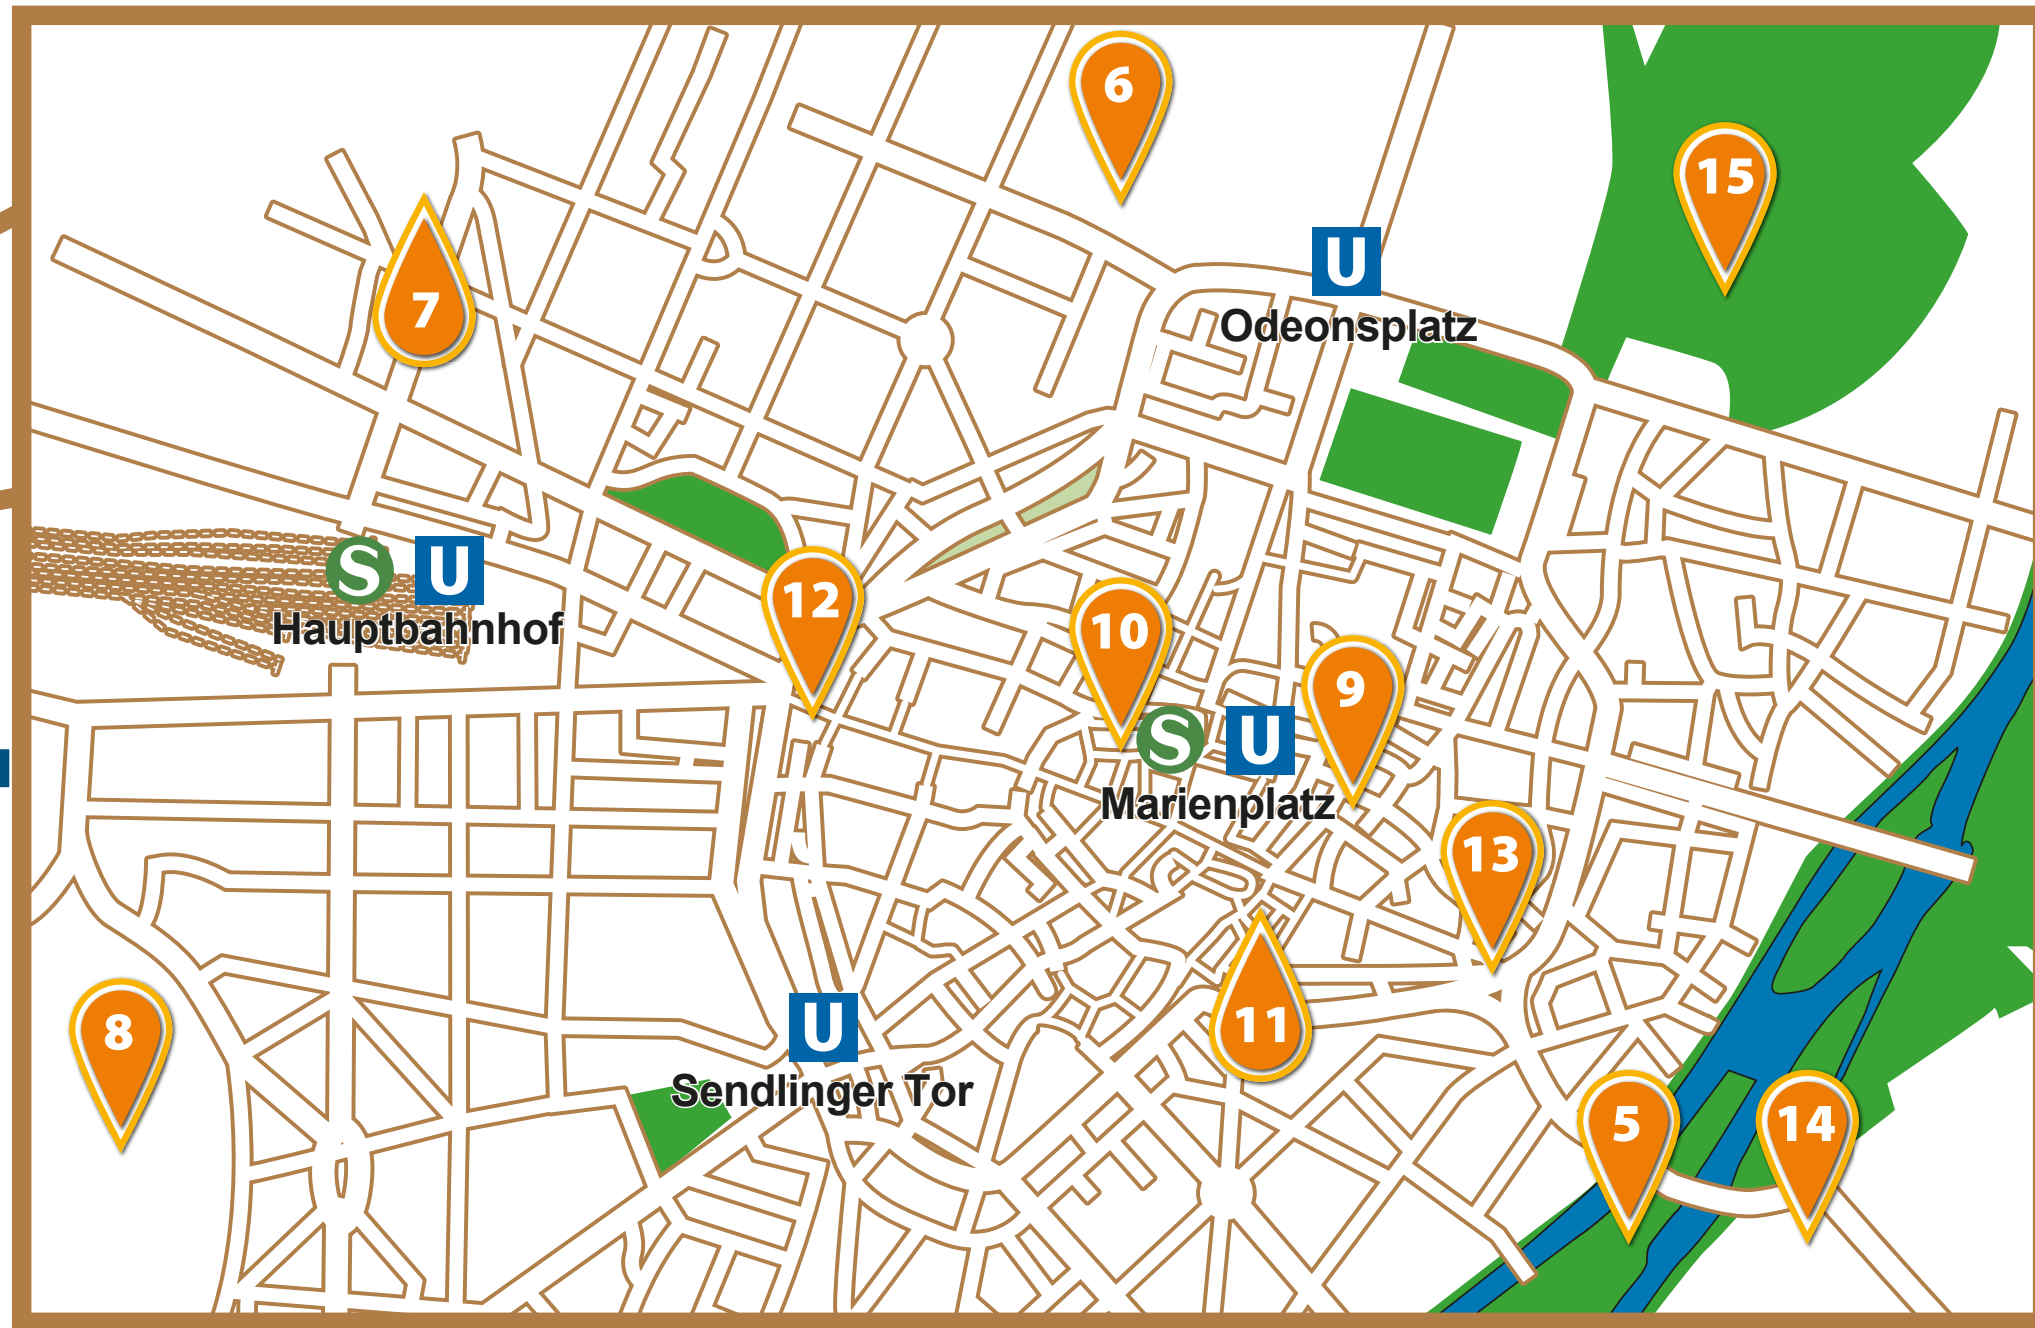 6
15
7
U
Odeonsplatz
S U
Hauptbahnhof
12
10
9
S U
Marienplatz
13
8
U
11
Sendlinger Tor
5
14